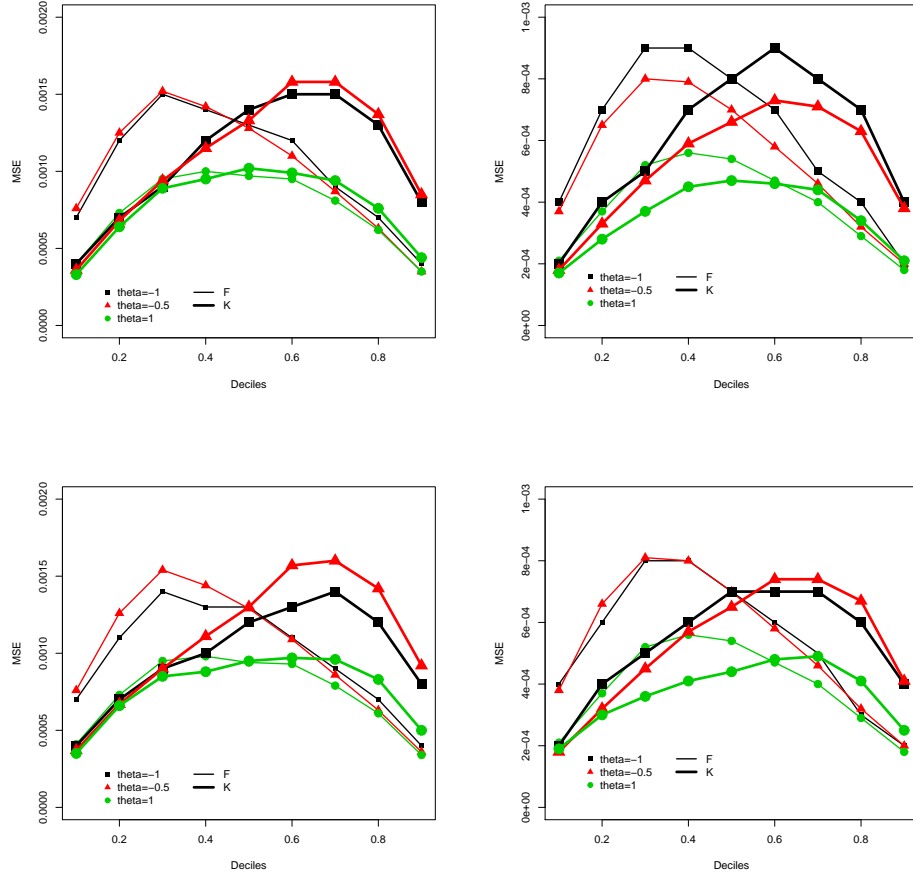 MSE
0.0020
0.0015
0.0010
0.0005
0.0000
theta=−1
theta=−0.5
theta=1
F
K
0.2 0.4 0.6 0.8
Deciles
MSE
1e−03
8e−04
6e−04
4e−04
2e−04
0e+00
theta=−1
theta=−0.5
theta=1
F
K
0.2 0.4 0.6 0.8
Deciles
MSE
0.0020
0.0015
0.0010
0.0005
0.0000
theta=−1
theta=−0.5
theta=1
F
K
0.2 0.4 0.6 0.8
Deciles
MSE
1e−03
8e−04
6e−04
4e−04
2e−04
0e+00
theta=−1
theta=−0.5
theta=1
F
K
0.2 0.4 0.6 0.8
Deciles